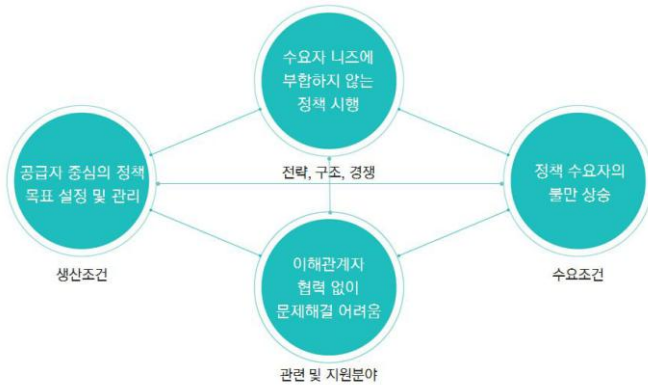 수요자 니즈에
부합하지 않는
정책 시행
전략, 구조, 경쟁
공급자 중심의 정책
목표 설정 및 관리
생산조건
정책 수요자의
불만 상승
수요조건
이해관계자
협력 없이
문제해결 어려움
관련 및 지원분야